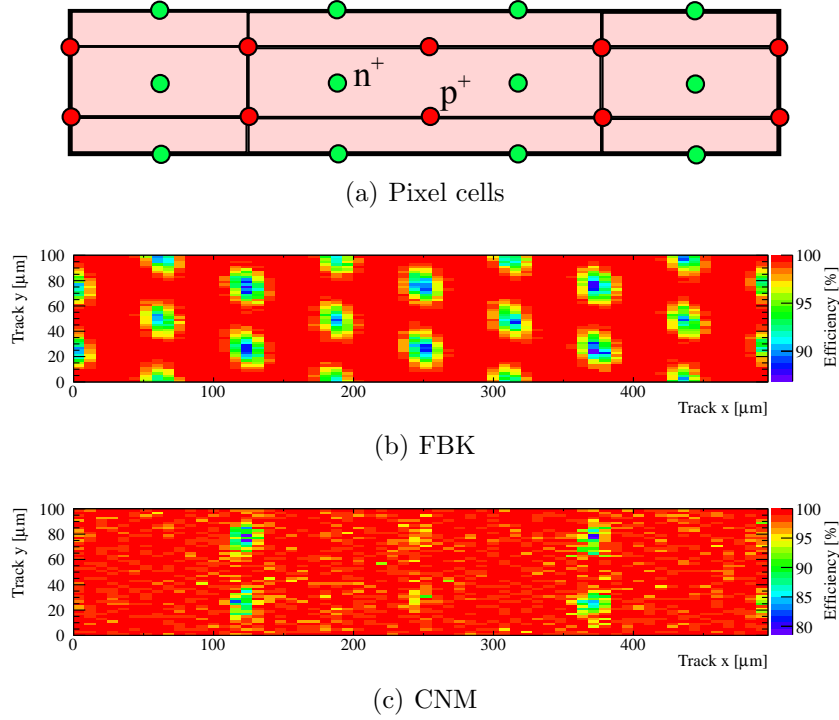 n+
p+
(a) Pixel cells
Track y [μm]
100
80
60
40
20
0
0
100
200
300
400
Track x [μm]
100
95
90
Efficiency [%]
(b) FBK
Track y [μm]
100
80
60
40
20
0
0
100
200
300
400
Track x [μm]
100
95
90
85
80
Efficiency [%]
(c) CNM